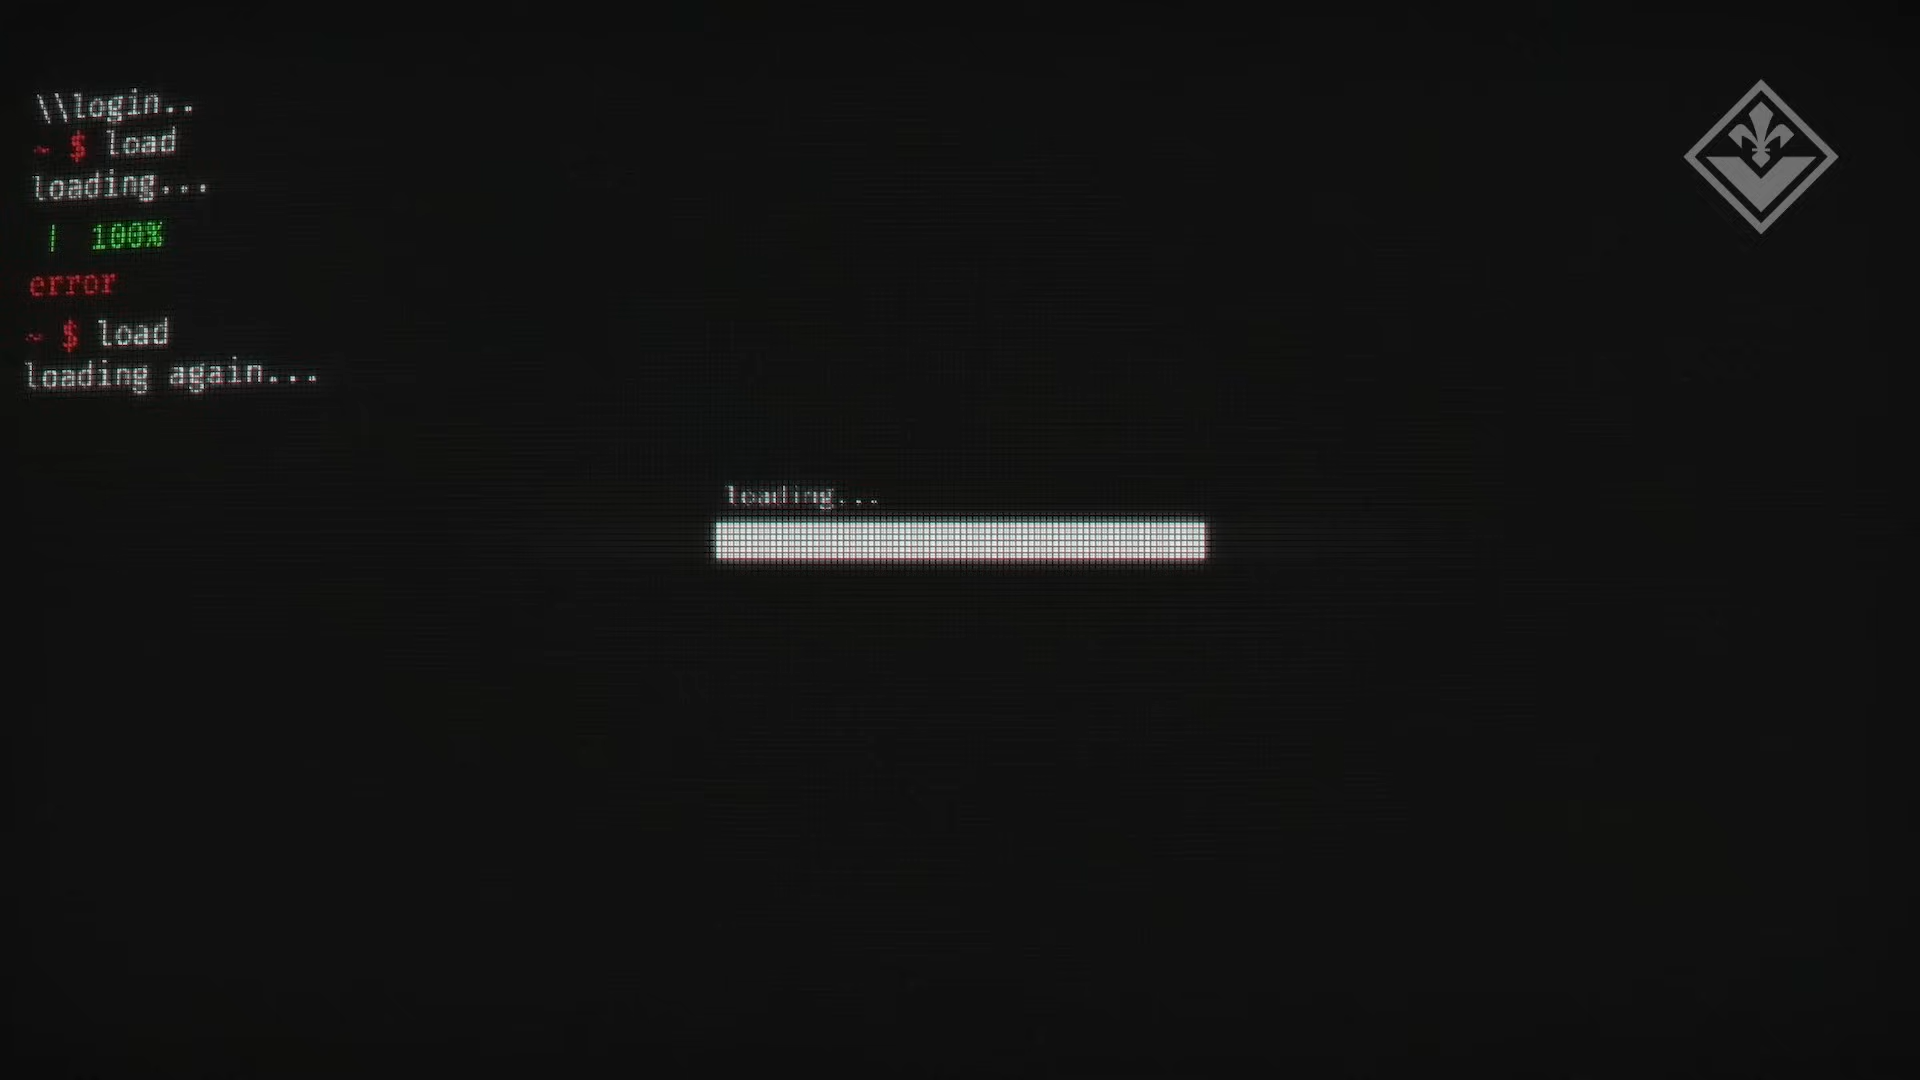 \\login..
~ $ load
loading...
| 100%
error
~ $ load
loading again...
loading...